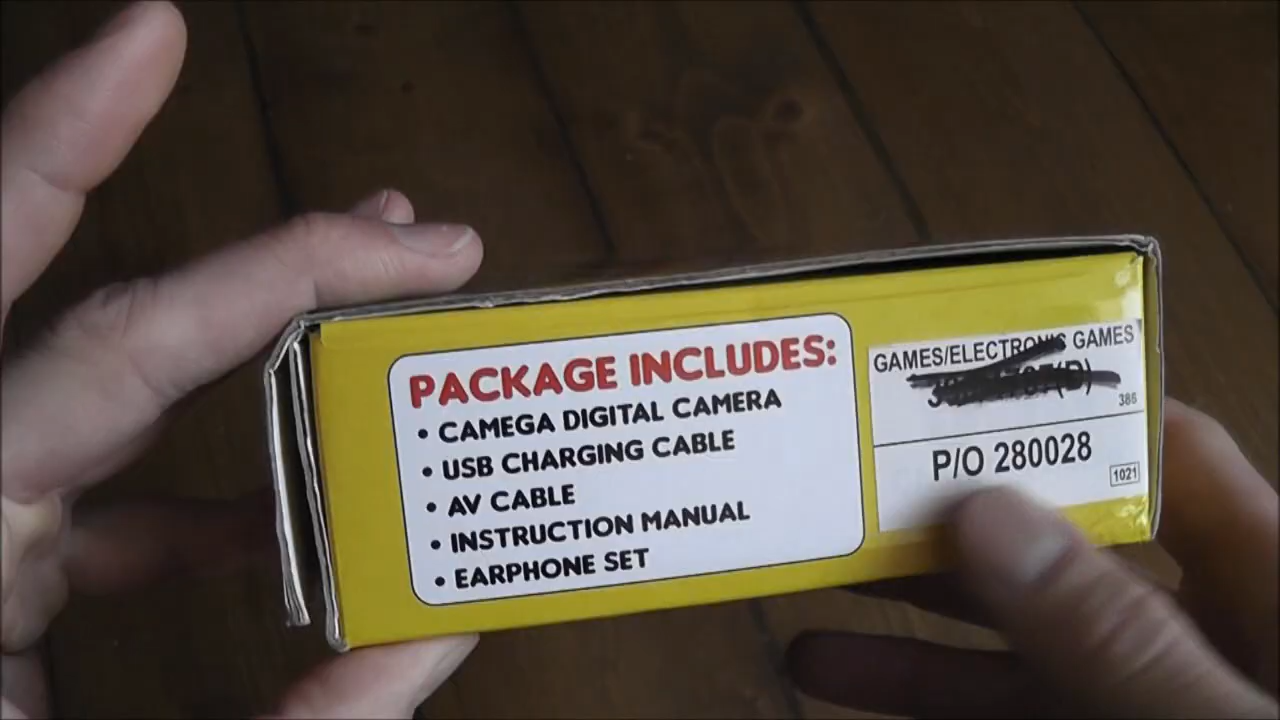 PACKAGE INCLUDES:
• CAMEGA DIGITAL CAMERA
• USB CHARGING CABLE
• AV CABLE
• INSTRUCTION MANUAL
• EARPHONE SET
GAMES/ELECTRONIC GAMES
386
P/O 280028
1021